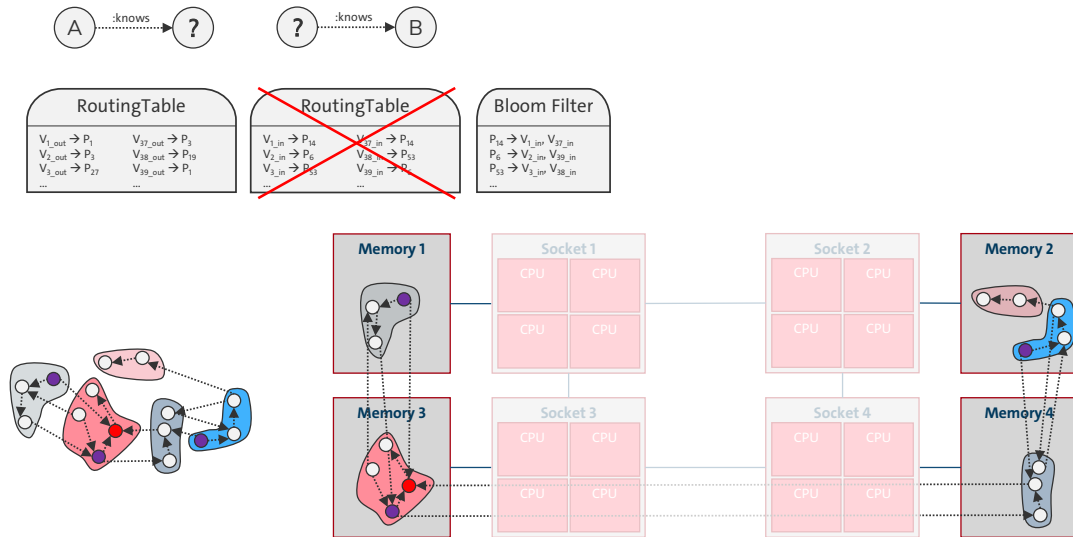 A :knows ?
? :knows B
RoutingTable
V1_out → P1 V37_out → P3
V2_out → P3 V38_out → P19
V3_out → P27 V39_out → P1
... ...
RoutingTable
V1_in → P14 V37_in → P14
V2_in → P6 V38_in → P53
V3_in → P53 V39_in →
... ...
Bloom Filter
P14 → V1_in, V37_in
P6 → V2_in, V39_in
P53 → V3_in, V38_in
...
Memory 1
Socket 1
CPU CPU
CPU CPU
Socket 2
CPU CPU
CPU CPU
Memory 2
Memory 3
Socket 3
CPU CPU
CPU CPU
Socket 4
CPU CPU
CPU CPU
Memory 4